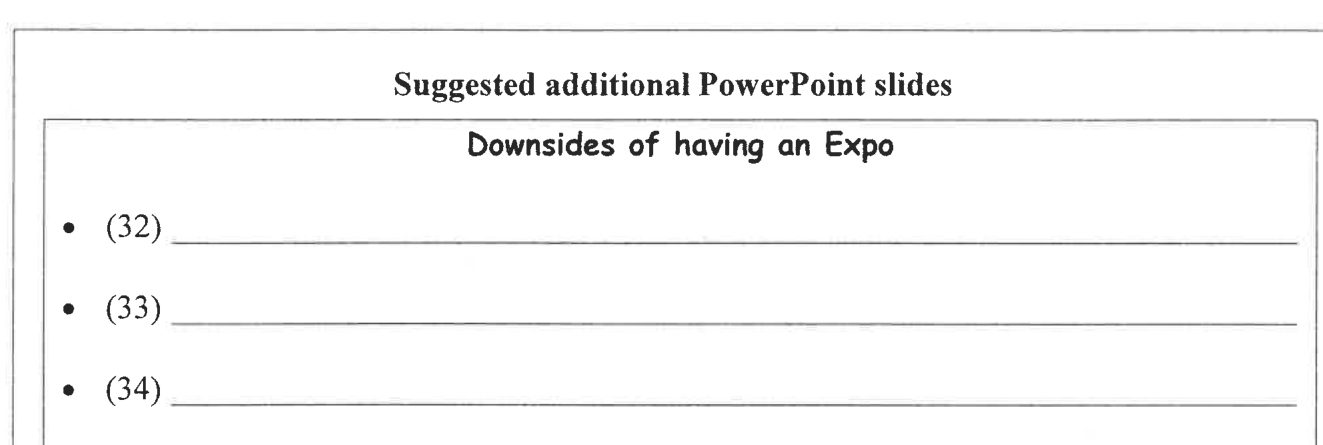 Suggested additional PowerPoint slides
Downsides of having an Expo
• (32)
• (33)
• (34)